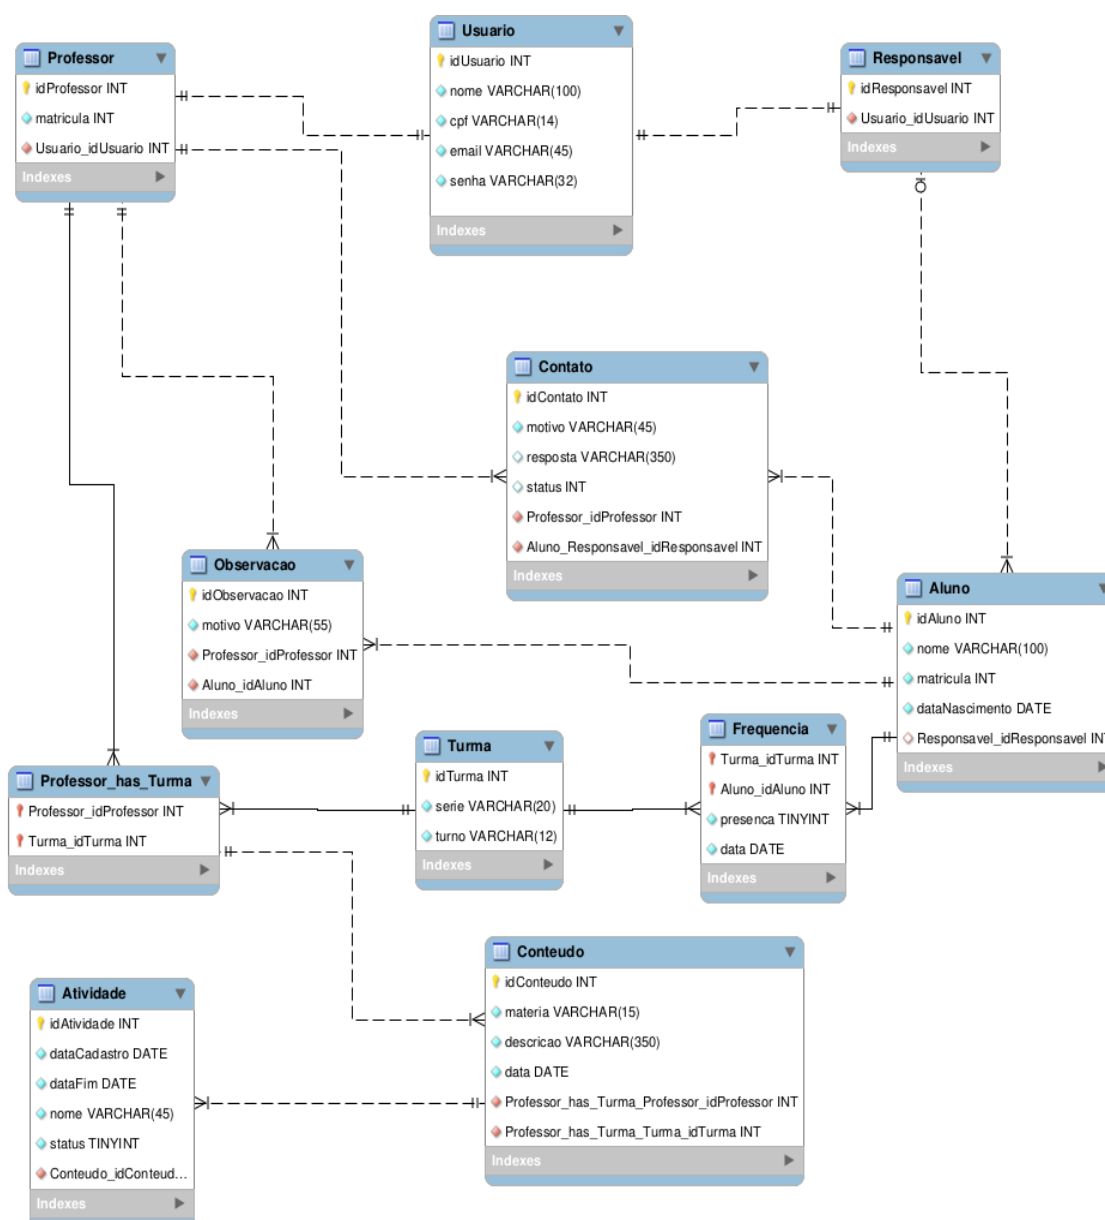 Professor
idProfessor INT
matricula INT
Usuario_idUsuario INT
Indexes
Usuario
idUsuario INT
nome VARCHAR(100)
cpf VARCHAR(14)
email VARCHAR(45)
senha VARCHAR(32)
Indexes
Responsavel
idResponsavel INT
Usuario_idUsuario INT
Indexes
Contato
idContato INT
motivo VARCHAR(45)
resposta VARCHAR(350)
status INT
Professor_idProfessor INT
Aluno_Responsavel_idResponsavel INT
Indexes
Observacao
idObservacao INT
motivo VARCHAR(55)
Professor_idProfessor INT
Aluno_idAluno INT
Indexes
Aluno
idAluno INT
nome VARCHAR(100)
matricula INT
dataNascimento DATE
Responsavel_idResponsavel INT
Indexes
Professor_has_Turma
Professor_idProfessor INT
Turma_idTurma INT
Indexes
Turma
idTurma INT
serie VARCHAR(20)
turno VARCHAR(12)
Indexes
Frequencia
Turma_idTurma INT
Aluno_idAluno INT
presenca TINYINT
data DATE
Indexes
Atividade
idAtividade INT
dataCadastro DATE
dataFim DATE
nome VARCHAR(45)
status TINYINT
Conteudo_idConteud...
Indexes
Conteudo
idConteudo INT
materia VARCHAR(15)
descricao VARCHAR(350)
data DATE
Professor_has_Turma_Professor_idProfessor INT
Professor_has_Turma_Turma_idTurma INT
Indexes